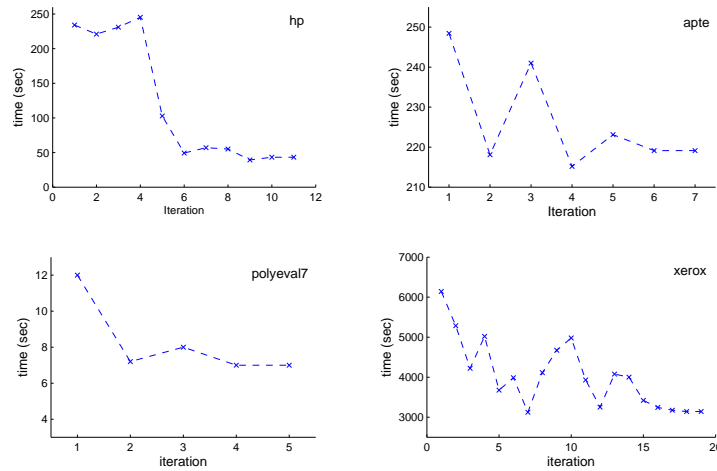 hp
time (sec)
250
200
150
100
50
0
0 2 4 6 8 10 12
Iteration
apte
time (sec)
250
240
230
220
210
1 2 3 4 5 6 7
Iteration
polyeval7
time (sec)
12
10
8
6
4
1 2 3 4 5
iteration
xerox
time (sec)
7000
6000
5000
4000
3000
0 5 10 15 20
iteration